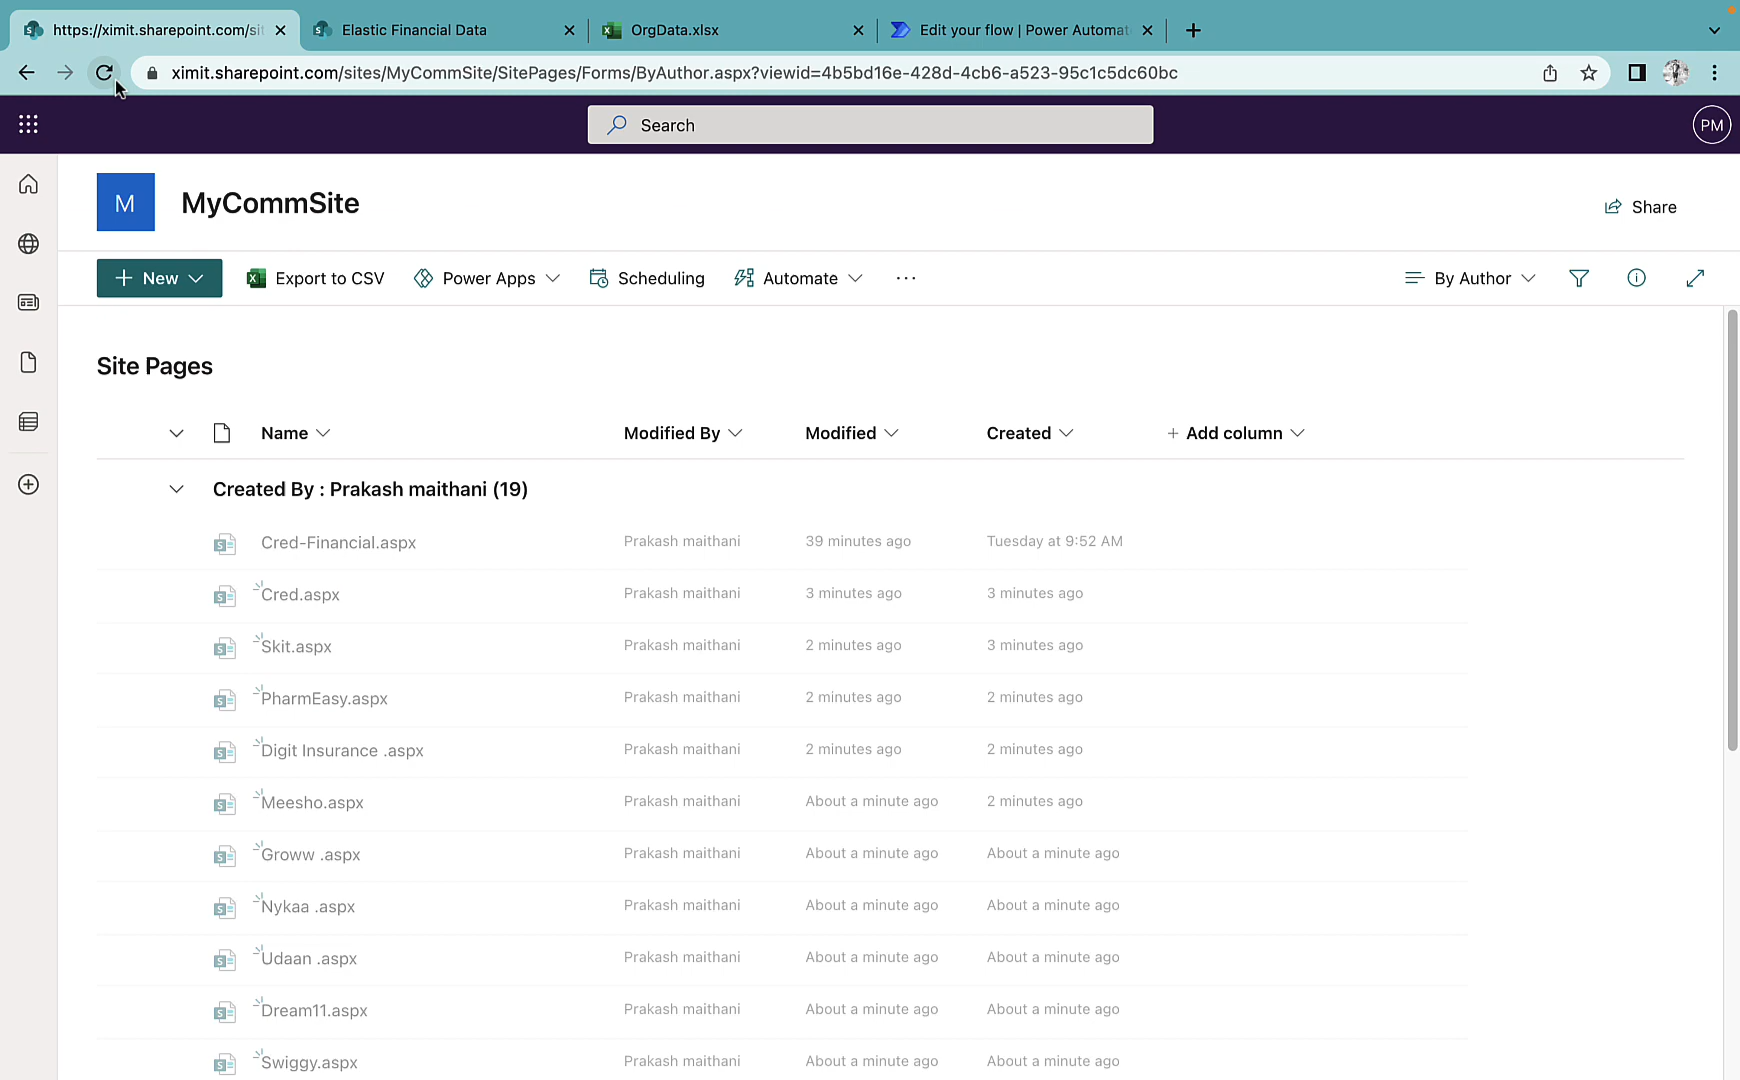 https://ximit.sharepoint.com/sit
Elastic Financial Data
OrgData.xlsx
Edit your flow | Power Automat
ximit.sharepoint.com/sites/MyCommSite/SitePages/Forms/ByAuthor.aspx?viewid=4b5bd16e-428d-4cb6-a523-95c1c5dc60bc
Search
PM
M
MyCommSite
Share
New
Export to CSV
Power Apps
Scheduling
Automate
By Author
Site Pages
Name Modified By Modified Created + Add column
Created By : Prakash maithani (19)
Cred-Financial.aspx Prakash maithani 39 minutes ago Tuesday at 9:52 AM
Cred.aspx Prakash maithani 3 minutes ago 3 minutes ago
Skit.aspx Prakash maithani 2 minutes ago 3 minutes ago
PharmEasy.aspx Prakash maithani 2 minutes ago 2 minutes ago
Digit Insurance .aspx Prakash maithani 2 minutes ago 2 minutes ago
Meesho.aspx Prakash maithani About a minute ago 2 minutes ago
Groww .aspx Prakash maithani About a minute ago About a minute ago
Nykaa .aspx Prakash maithani About a minute ago About a minute ago
Udaan .aspx Prakash maithani About a minute ago About a minute ago
Dream11.aspx Prakash maithani About a minute ago About a minute ago
Swiggy.aspx Prakash maithani About a minute ago About a minute ago